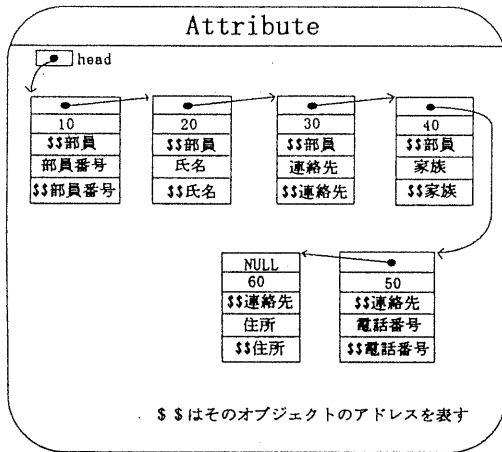 Attribute
head
10
$$部員
部員番号
$$部員番号
20
$$部員
氏名
$$氏名
30
$$部員
連絡先
$$連絡先
40
$$部員
家族
$$家族
NULL
60
$$連絡先
住所
$$住所
50
$$連絡先
電話番号
$$電話番号
$$はそのオブジェクトのアドレスを表す